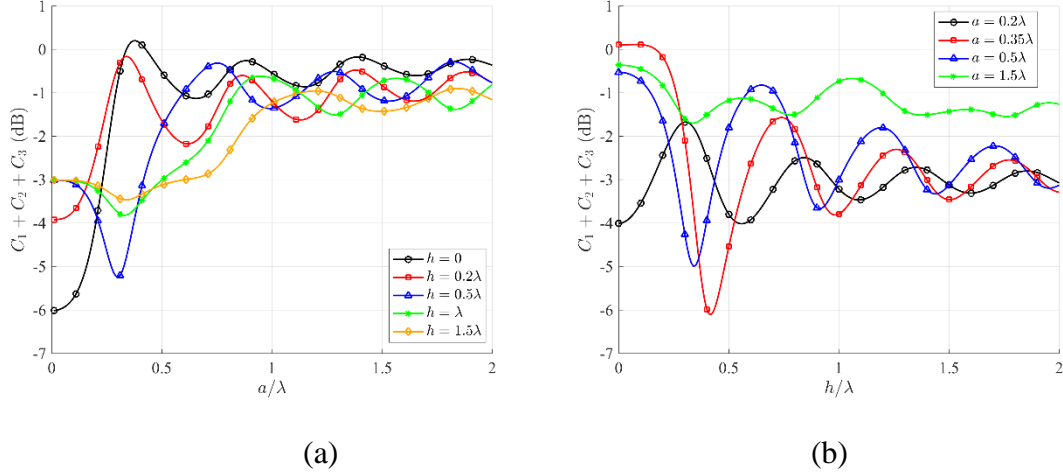 1
0
-1
-2
-3
-4
-5
-6
-7
C₁ + C₂ + C₃ (dB)
0
0.5
1
1.5
2
a/λ
h = 0
h = 0.2λ
h = 0.5λ
h = λ
h = 1.5λ
(a)
1
0
-1
-2
-3
-4
-5
-6
-7
C₁ + C₂ + C₃ (dB)
0
0.5
1
1.5
2
h/λ
a = 0.2λ
a = 0.35λ
a = 0.5λ
a = 1.5λ
(b)